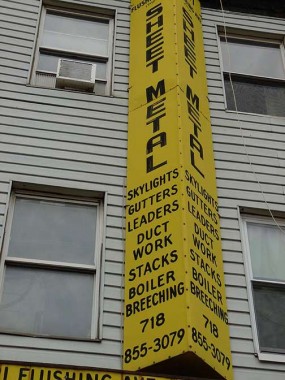 FLUSHING
SHEET METAL
SKYLIGHTS
GUTTERS
LEADERS
DUCT
WORK
STACKS
BOILER
BREECHING
718
855-3079
SHEET METAL
SKYLIGHTS
GUTTERS
LEADERS
DUCT
WORK
STACKS
BOILER
BREECHING
718
855-3079
FLUSHING